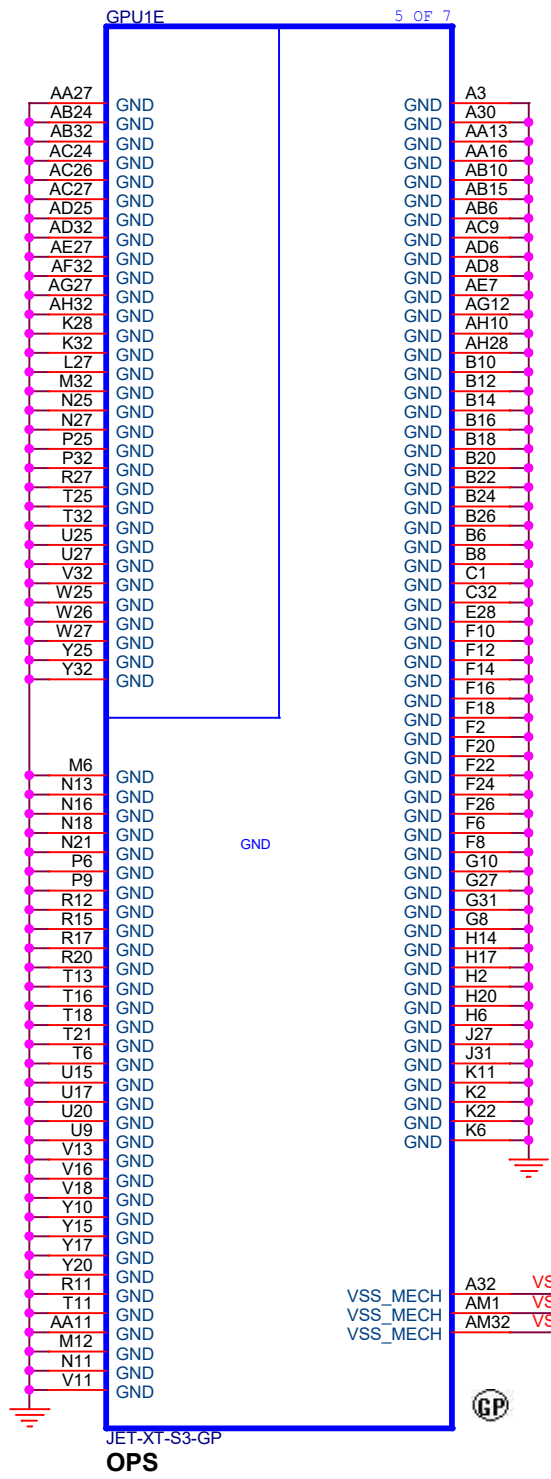 GPU1E 5 OF 7
AA27 GND GND A3
AB24 GND GND A30
AB32 GND GND AA13
AC24 GND GND AA16
AC26 GND GND AB10
AC27 GND GND AB15
AD25 GND GND AB6
AD32 GND GND AC9
AE27 GND GND AD6
AF32 GND GND AD8
AG27 GND GND AE7
AH32 GND GND AG12
K28 GND GND AH10
K32 GND GND AH28
L27 GND GND B10
M32 GND GND B12
N25 GND GND B14
N27 GND GND B16
P25 GND GND B18
P32 GND GND B20
R27 GND GND B22
T25 GND GND B24
T32 GND GND B26
U25 GND GND B6
U27 GND GND B8
V32 GND GND C1
W25 GND GND C32
W26 GND GND E28
W27 GND GND F10
Y25 GND GND F12
Y32 GND GND F14
GND F16
GND F18
GND F2
GND F20
M6 GND GND F22
N13 GND GND F24
N16 GND GND F26
N18 GND GND F6
N21 GND GND GND F8
P6 GND GND G10
P9 GND GND G27
R12 GND GND G31
R15 GND GND G8
R17 GND GND H14
R20 GND GND H17
T13 GND GND H2
T16 GND GND H20
T18 GND GND H6
T21 GND GND J27
T6 GND GND J31
U15 GND GND K11
U17 GND GND K2
U20 GND GND K22
U9 GND GND K6
V13 GND
V16 GND
V18 GND
Y10 GND
Y15 GND
Y17 GND
Y20 GND
R11 GND VSS_MECH A32 VS
T11 GND VSS_MECH AM1 VS
AA11 GND VSS_MECH AM32 VS
M12 GND
N11 GND
V11 GND
GP
JET-XT-S3-GP
OPS